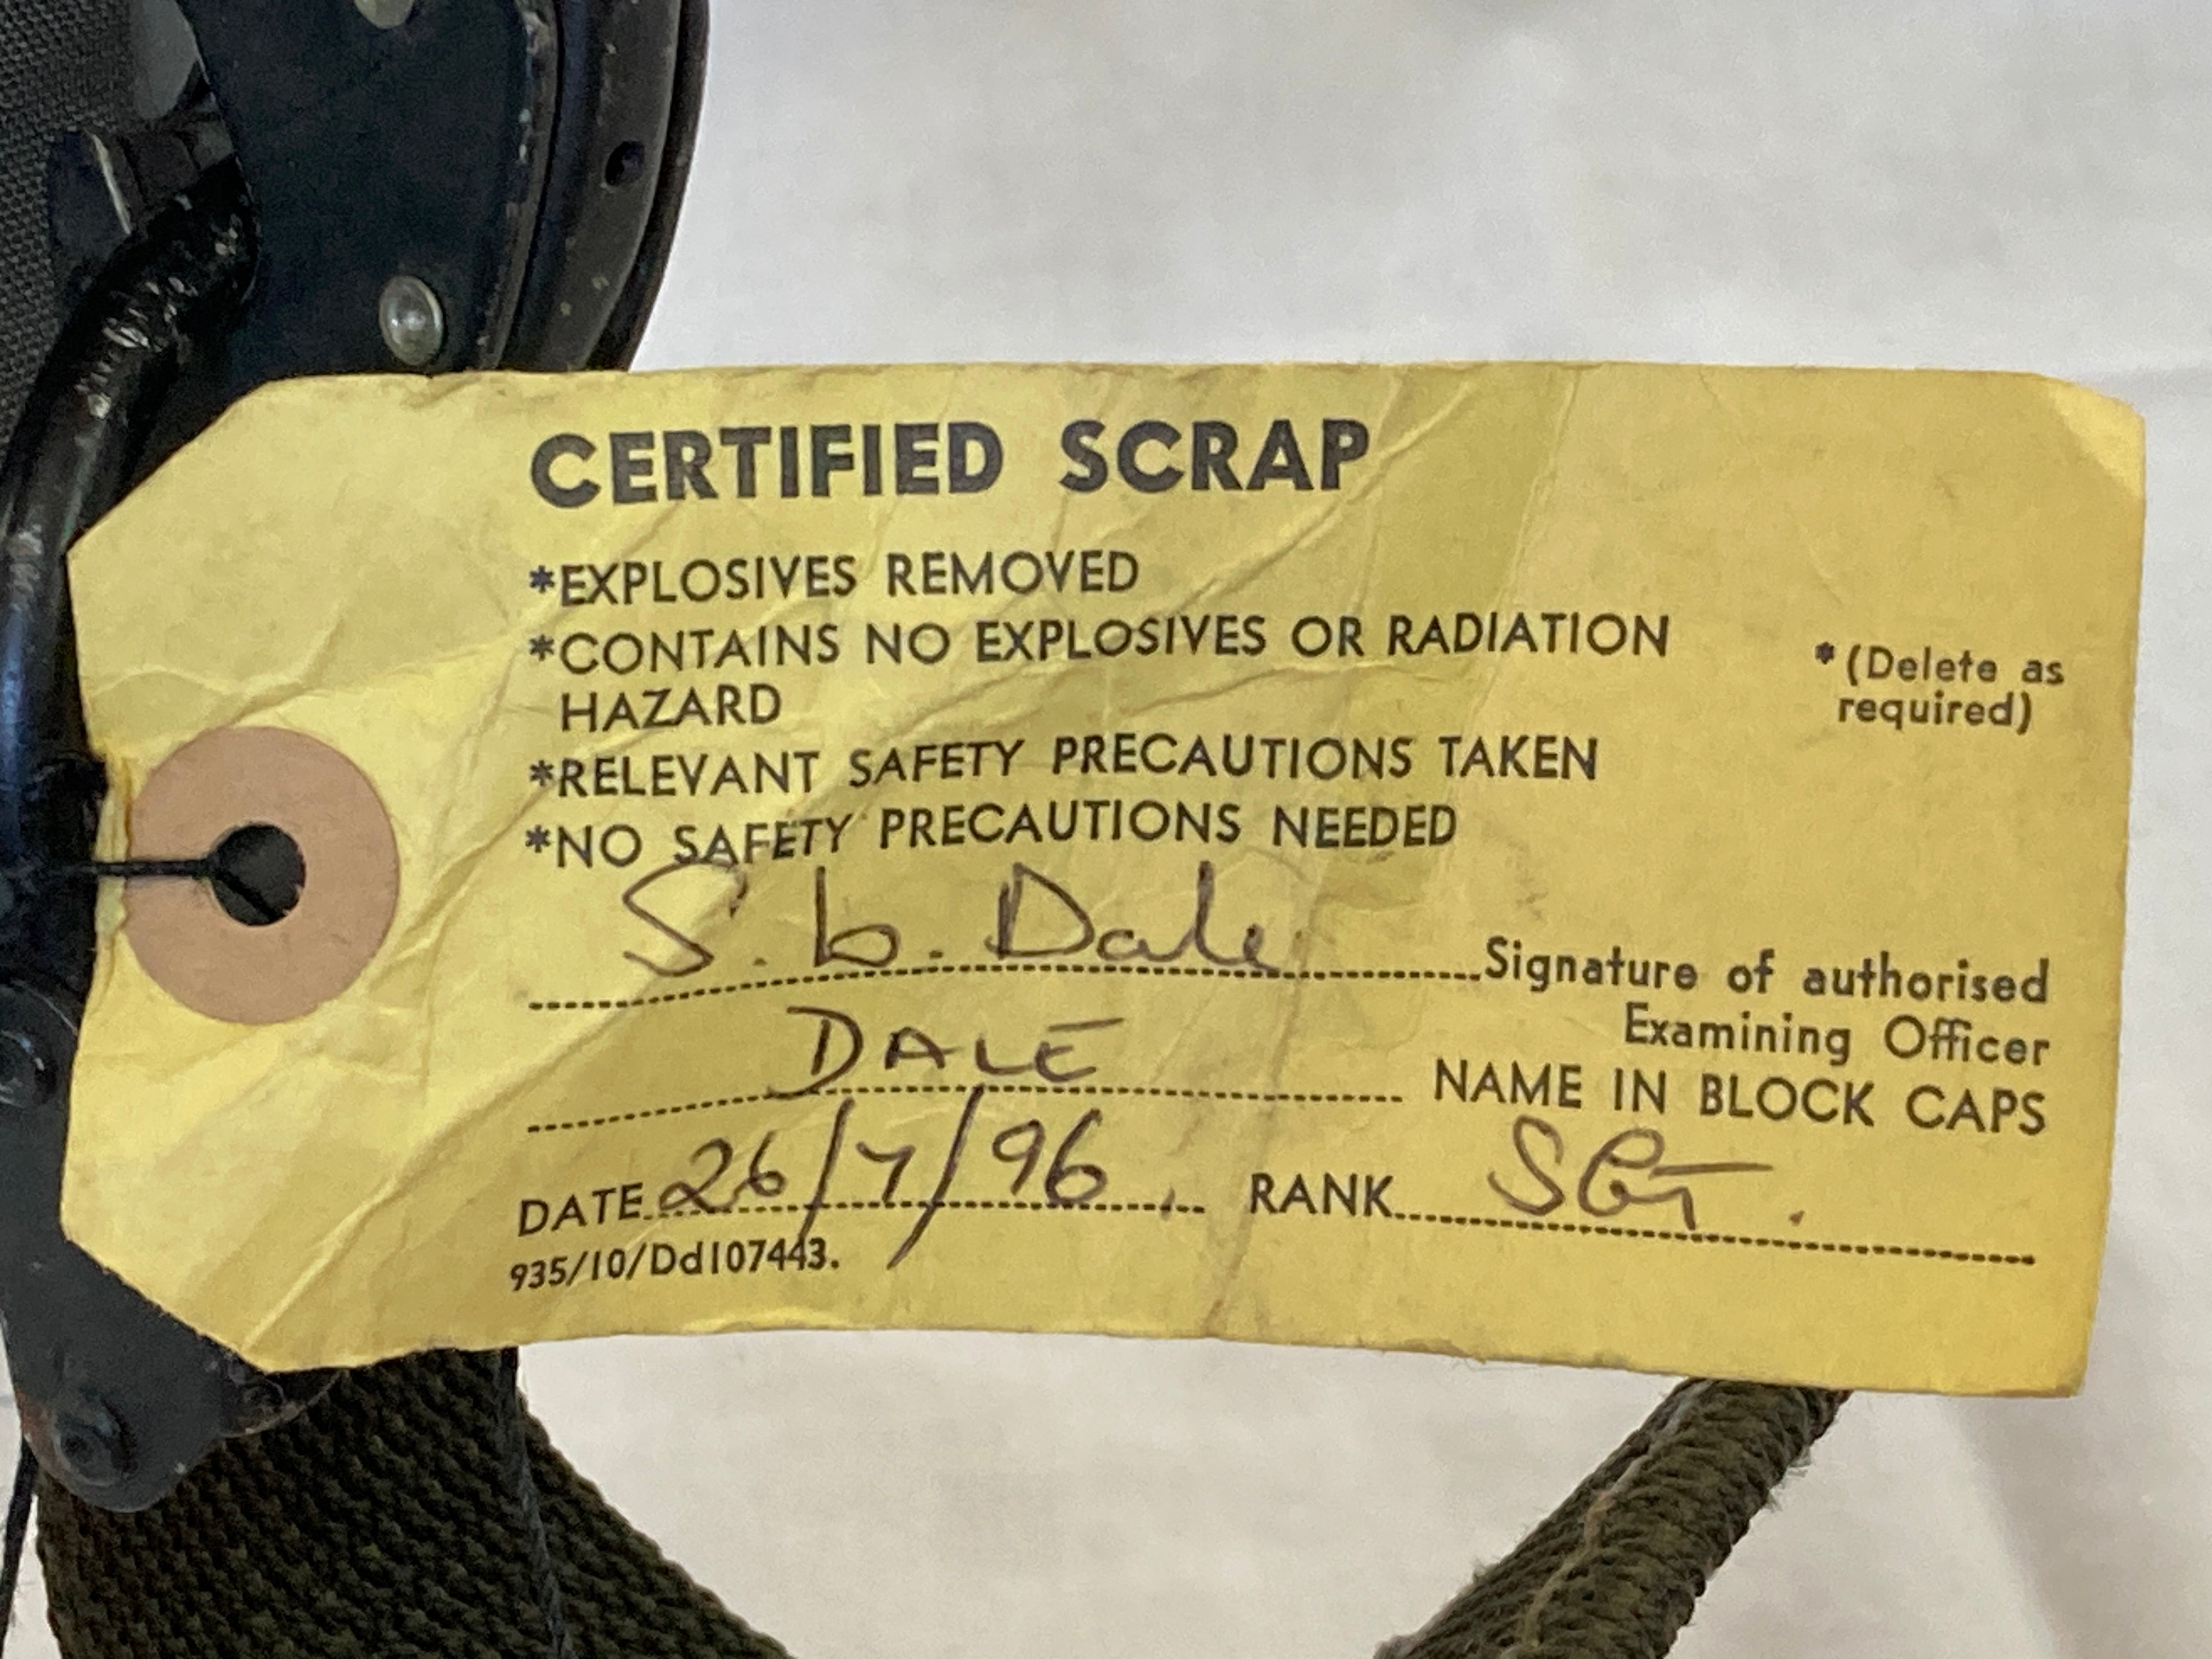 CERTIFIED SCRAP
*EXPLOSIVES REMOVED
*CONTAINS NO EXPLOSIVES OR RADIATION
HAZARD
*(Delete as
required)
*RELEVANT SAFETY PRECAUTIONS TAKEN
*NO SAFETY PRECAUTIONS NEEDED
S. b. Dale Signature of authorised
Examining Officer
DALE NAME IN BLOCK CAPS
DATE 26/7/96 RANK SGT.
935/10/Dd107443.